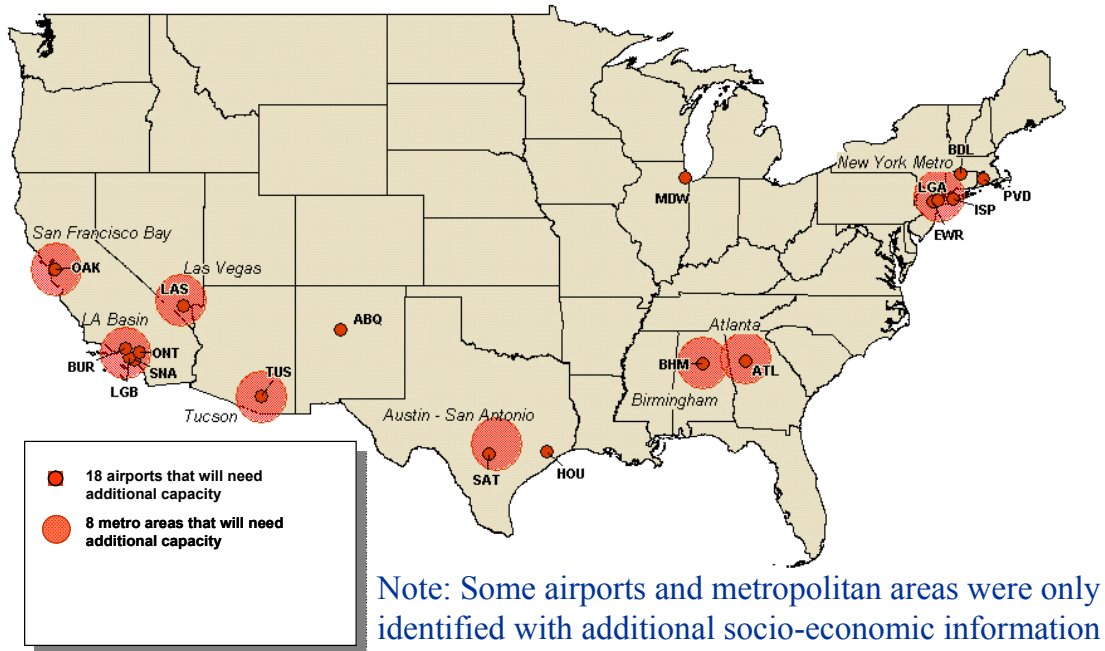 BDL
New York Metro
LGA
PVD
ISP
EWR
MDW
San Francisco Bay
OAK
Las Vegas
LAS
LA Basin
ABQ
Atlanta
BUR
ONT
SNA
LGB
TUS
BHM
ATL
Tucson
Austin - San Antonio
Birmingham
SAT
HOU
18 airports that will need
additional capacity
8 metro areas that will need
additional capacity
Note: Some airports and metropolitan areas were only
identified with additional socio-economic information